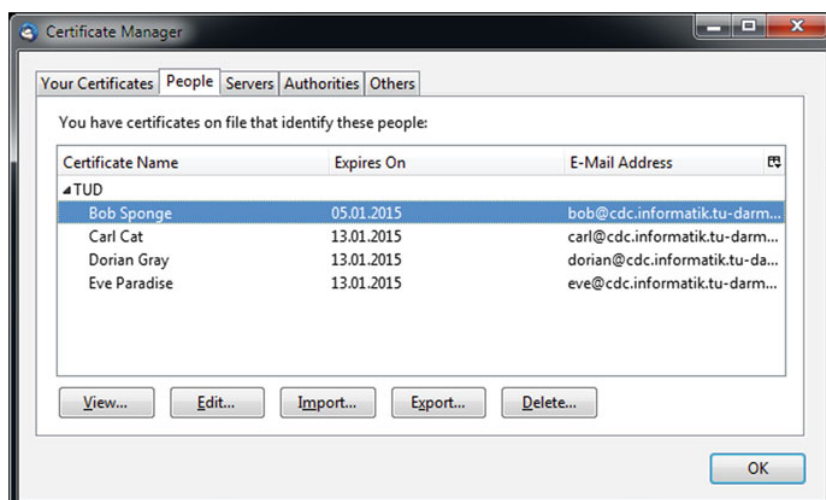 Certificate Manager
Your Certificates People Servers Authorities Others
You have certificates on file that identify these people:
Certificate Name Expires On E-Mail Address
TUD
Bob Sponge 05.01.2015 bob@cdc.informatik.tu-darm...
Carl Cat 13.01.2015 carl@cdc.informatik.tu-darm...
Dorian Gray 13.01.2015 dorian@cdc.informatik.tu-da...
Eve Paradise 13.01.2015 eve@cdc.informatik.tu-darm...
View... Edit... Import... Export... Delete...
OK